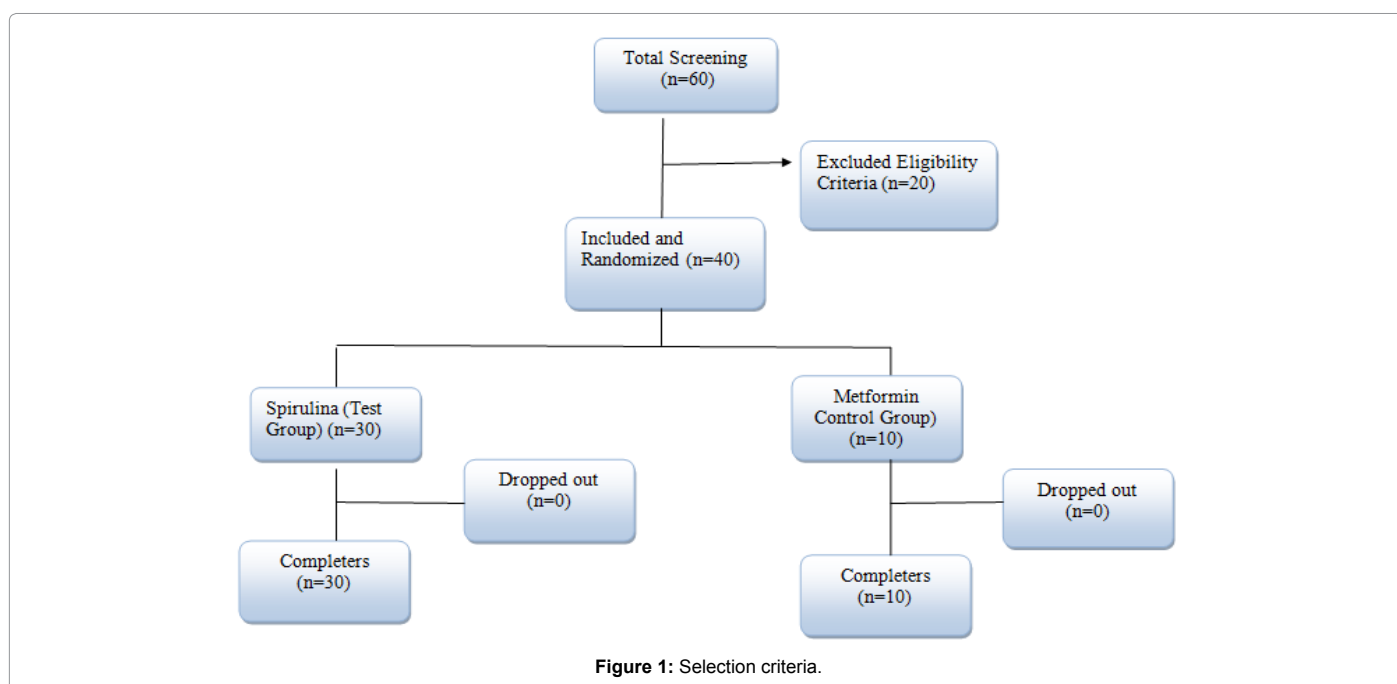 Total Screening
(n=60)
Excluded Eligibility
Criteria (n=20)
Included and
Randomized (n=40)
Spirulina (Test
Group) (n=30)
Metformin
Control Group)
(n=10)
Dropped out
(n=0)
Dropped out
(n=0)
Completers
(n=30)
Completers
(n=10)
Figure 1: Selection criteria.